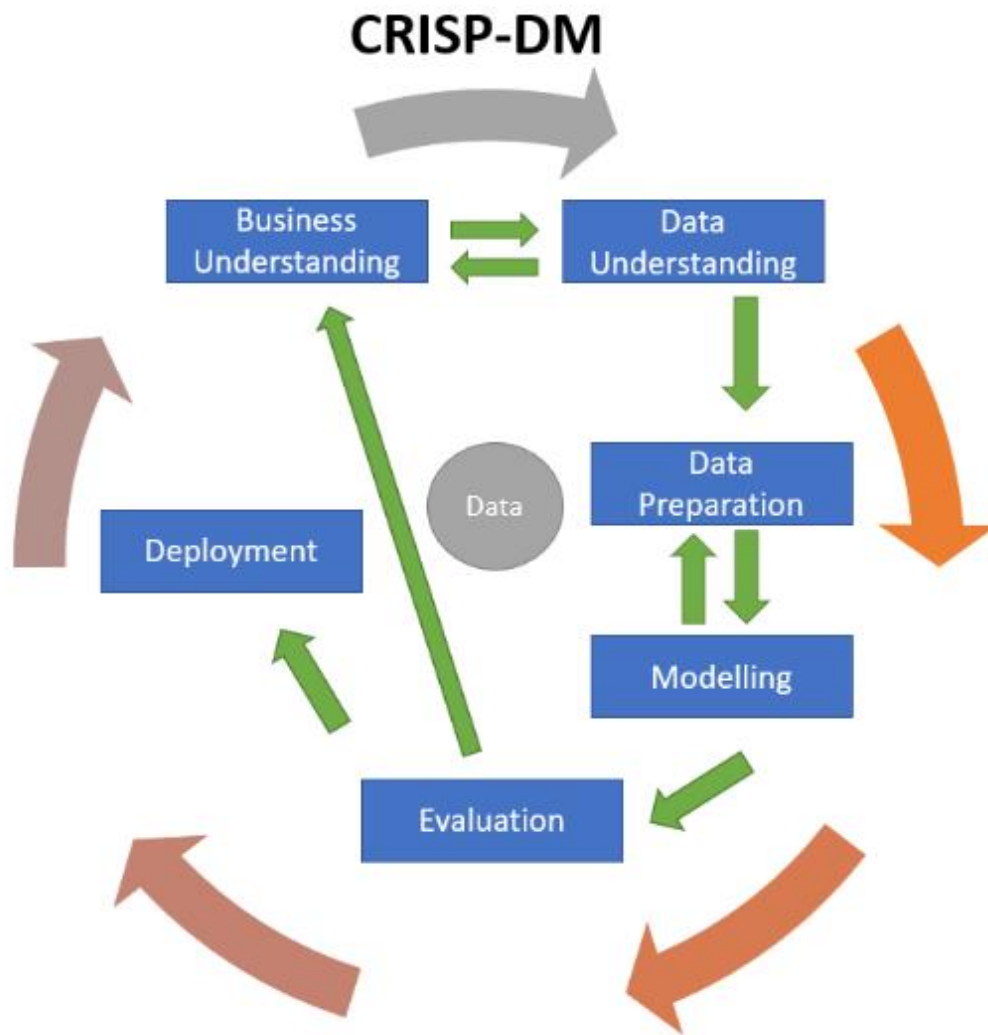 CRISP-DM
Business
Understanding
Data
Understanding
Data
Preparation
Data
Deployment
Modelling
Evaluation